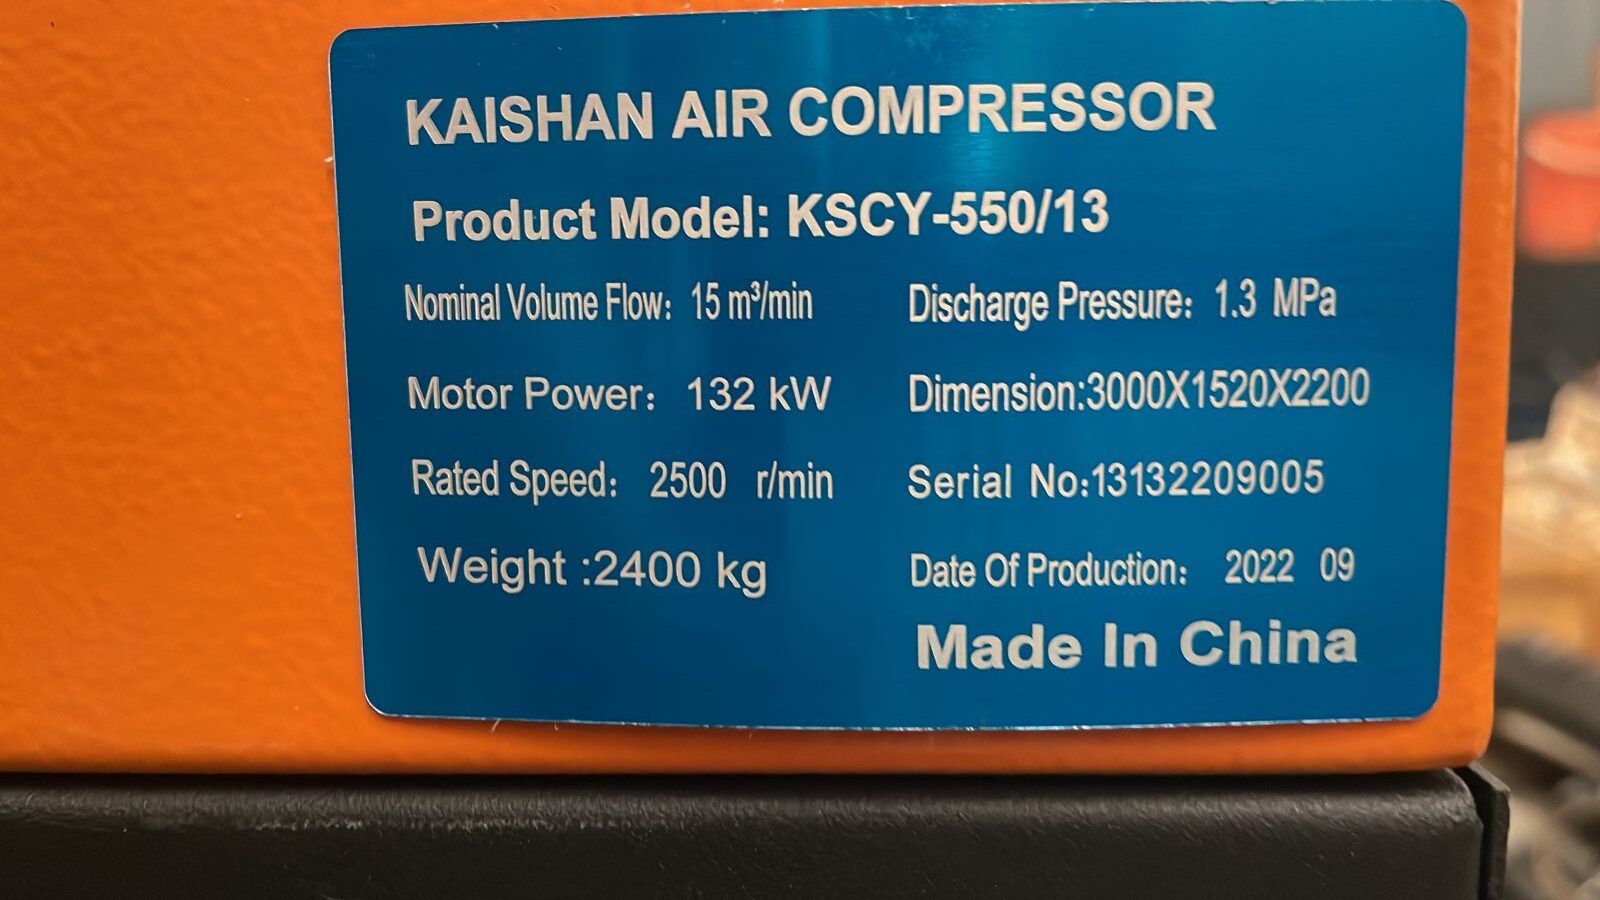 KAISHAN AIR COMPRESSOR
Product Model: KSCY-550/13
Nominal Volume Flow: 15 m³/min Discharge Pressure: 1.3 MPa
Motor Power: 132 kW Dimension:3000X1520X2200
Rated Speed: 2500 r/min Serial No:13132209005
Weight :2400 kg Date Of Production: 2022 09
Made In China